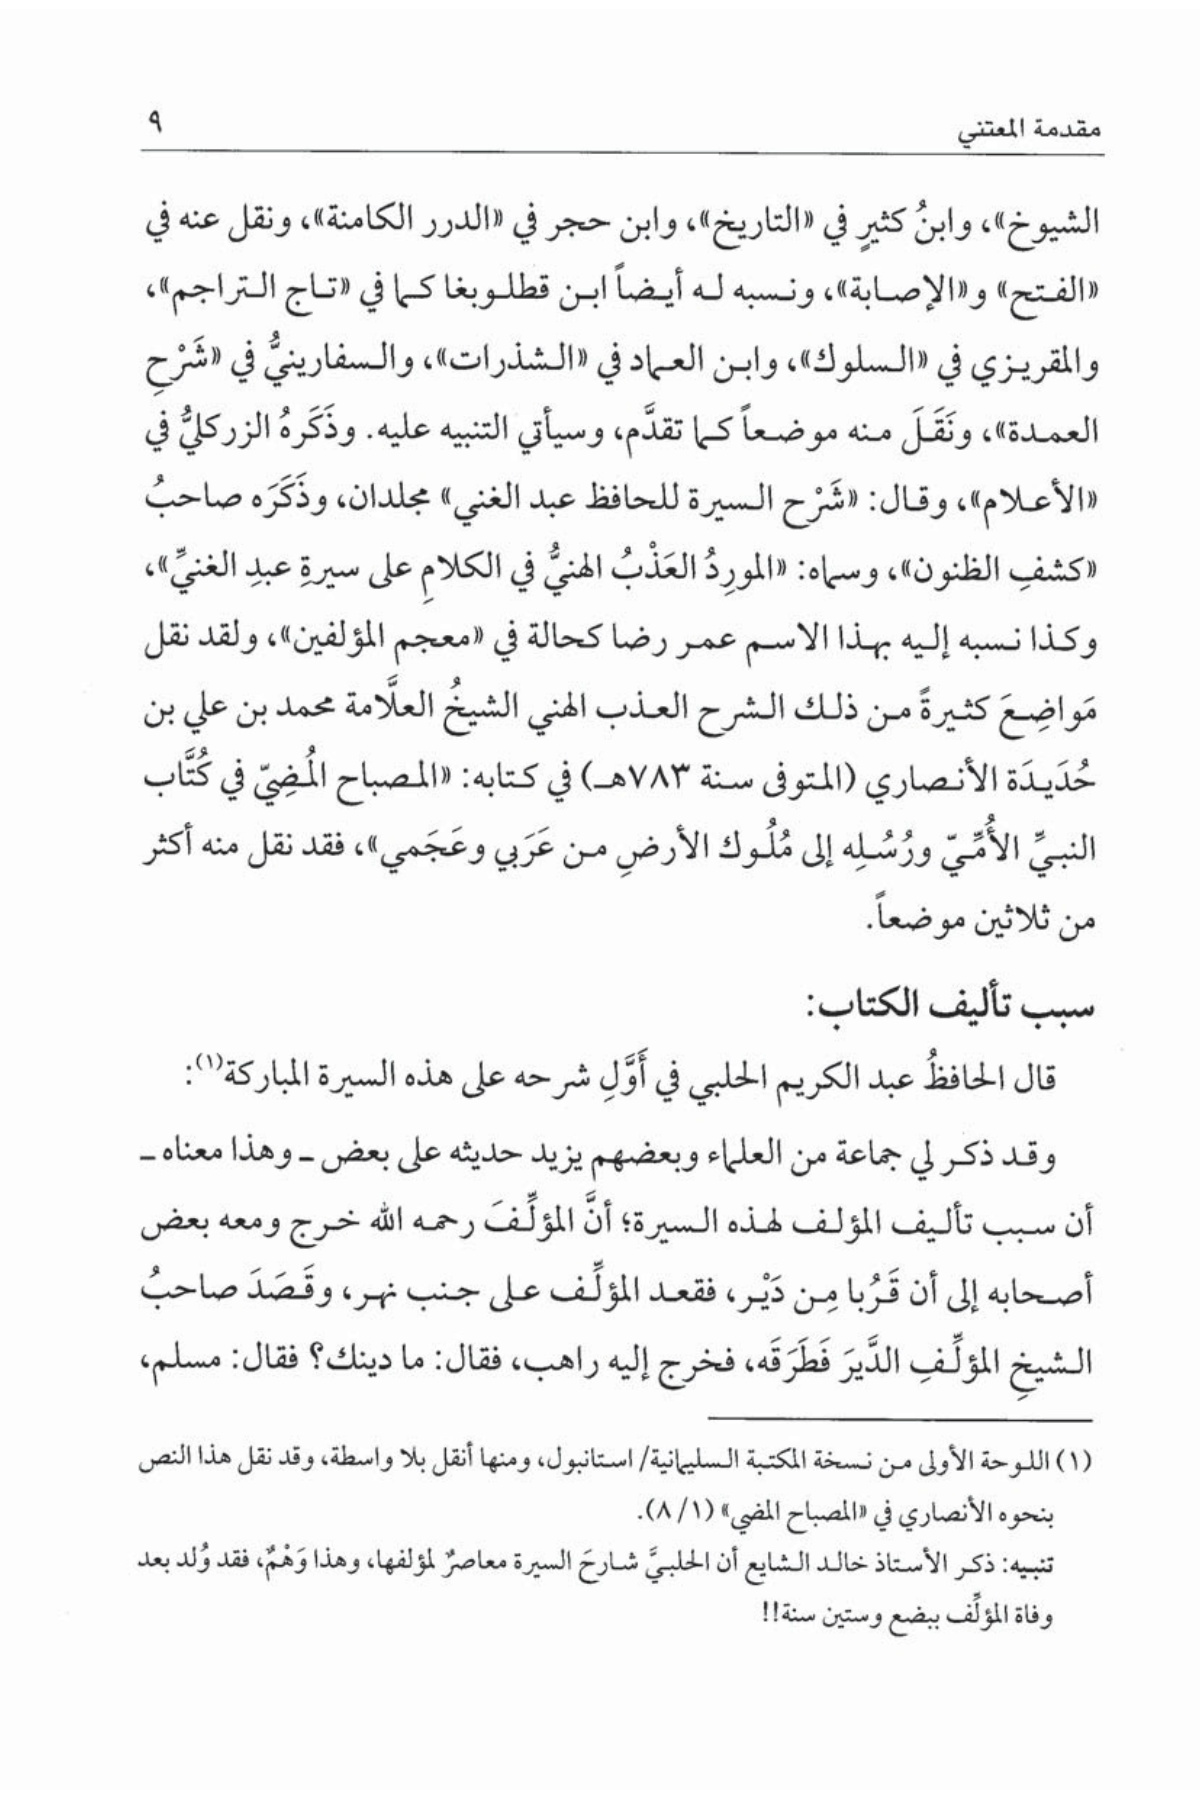 مقدمة المعتني ٩
الشيوخ»، وابنُ كثيرٍ في «التاريخ»، وابن حجر في «الدرر الكامنة»، ونقل عنه في
«الفتح» و«الإصابة»، ونسبه له أيضاً ابن قطلوبغا كما في «تاج التراجم»،
والمقريزي في «السلوك»، وابن العماد في «الشذرات»، والسفارينيُّ في «شَرْحِ
العمدة»، ونَقَلَ منه موضعاً كما تقدَّم، وسيأتي التنبيه عليه. وذَكَرهُ الزركليُّ في
«الأعلام»، وقال: «شَرْح السيرة للحافظ عبد الغني» مجلدان، وذَكَرَه صاحبُ
«كشفِ الظنون»، وسماه: «المورِدُ العَذْبُ الهنيُّ في الكلامِ على سيرةِ عبدِ الغنيِّ»،
وكذا نسبه إليه بهذا الاسم عمر رضا كحالة في «معجم المؤلفين»، ولقد نقل
مَواضِعَ كثيرةً من ذلك الشرح العذب الهني الشيخُ العلَّامة محمد بن علي بن
حُدَيدَة الأنصاري (المتوفى سنة ٧٨٣هـ) في كتابه: «المصباح المُضِيّ في كُتَّاب
النبيِّ الأُمِّيّ ورُسُلِه إلى مُلُوك الأرضِ من عَرَبي وعَجَمي»، فقد نقل منه أكثر
من ثلاثين موضعاً.
سبب تأليف الكتاب:
قال الحافظُ عبد الكريم الحلبي في أَوَّلِ شرحه على هذه السيرة المباركة(١):
وقد ذكر لي جماعة من العلماء وبعضهم يزيد حديثه على بعض ـ وهذا معناه ـ
أن سبب تأليف المؤلف لهذه السيرة؛ أنَّ المؤلِّفَ رحمه الله خرج ومعه بعض
أصحابه إلى أن قَرُبا مِن دَيْر، فقعد المؤلِّف على جنب نهر، وقَصَدَ صاحبُ
الشيخِ المؤلِّفِ الدَّيرَ فَطَرَقَه، فخرج إليه راهب، فقال: ما دينك؟ فقال: مسلم،
(١) اللوحة الأولى من نسخة المكتبة السليمانية/ استانبول، ومنها أنقل بلا واسطة، وقد نقل هذا النص
بنحوه الأنصاري في «المصباح المضي» (١/ ٨).
تنبيه: ذكر الأستاذ خالد الشايع أن الحلبيَّ شارحَ السيرة معاصرٌ لمؤلفها، وهذا وَهْمٌ، فقد وُلد بعد
وفاة المؤلِّف ببضع وستين سنة!!